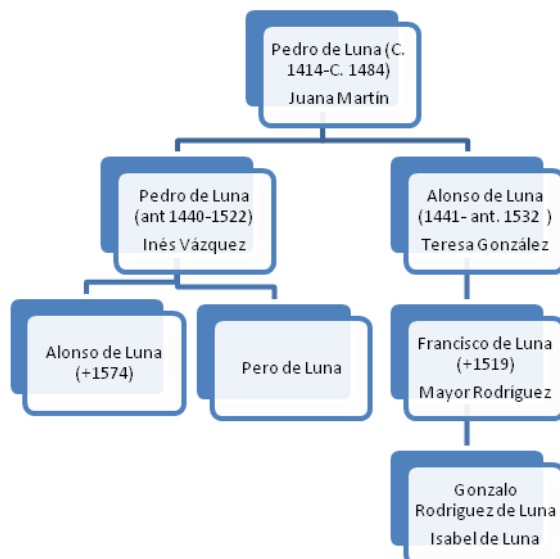 Pedro de Luna (C.
1414-C. 1484)
Juana Martín
Pedro de Luna
(ant 1440-1522)
Inés Vázquez
Alonso de Luna
(1441- ant. 1532 )
Teresa González
Alonso de Luna
(+1574)
Pero de Luna
Francisco de Luna
(+1519)
Mayor Rodríguez
Gonzalo
Rodriguez de Luna
Isabel de Luna